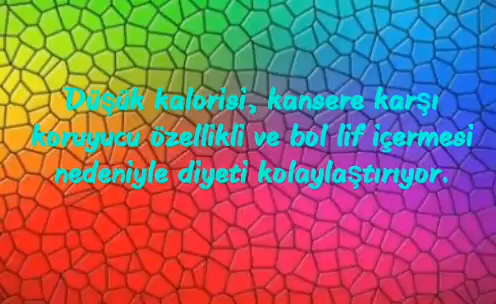 Düşük kalorisi, kansere karşı
koruyucu özellikli ve bol lif içermesi
nedeniyle diyeti kolaylaştırıyor.